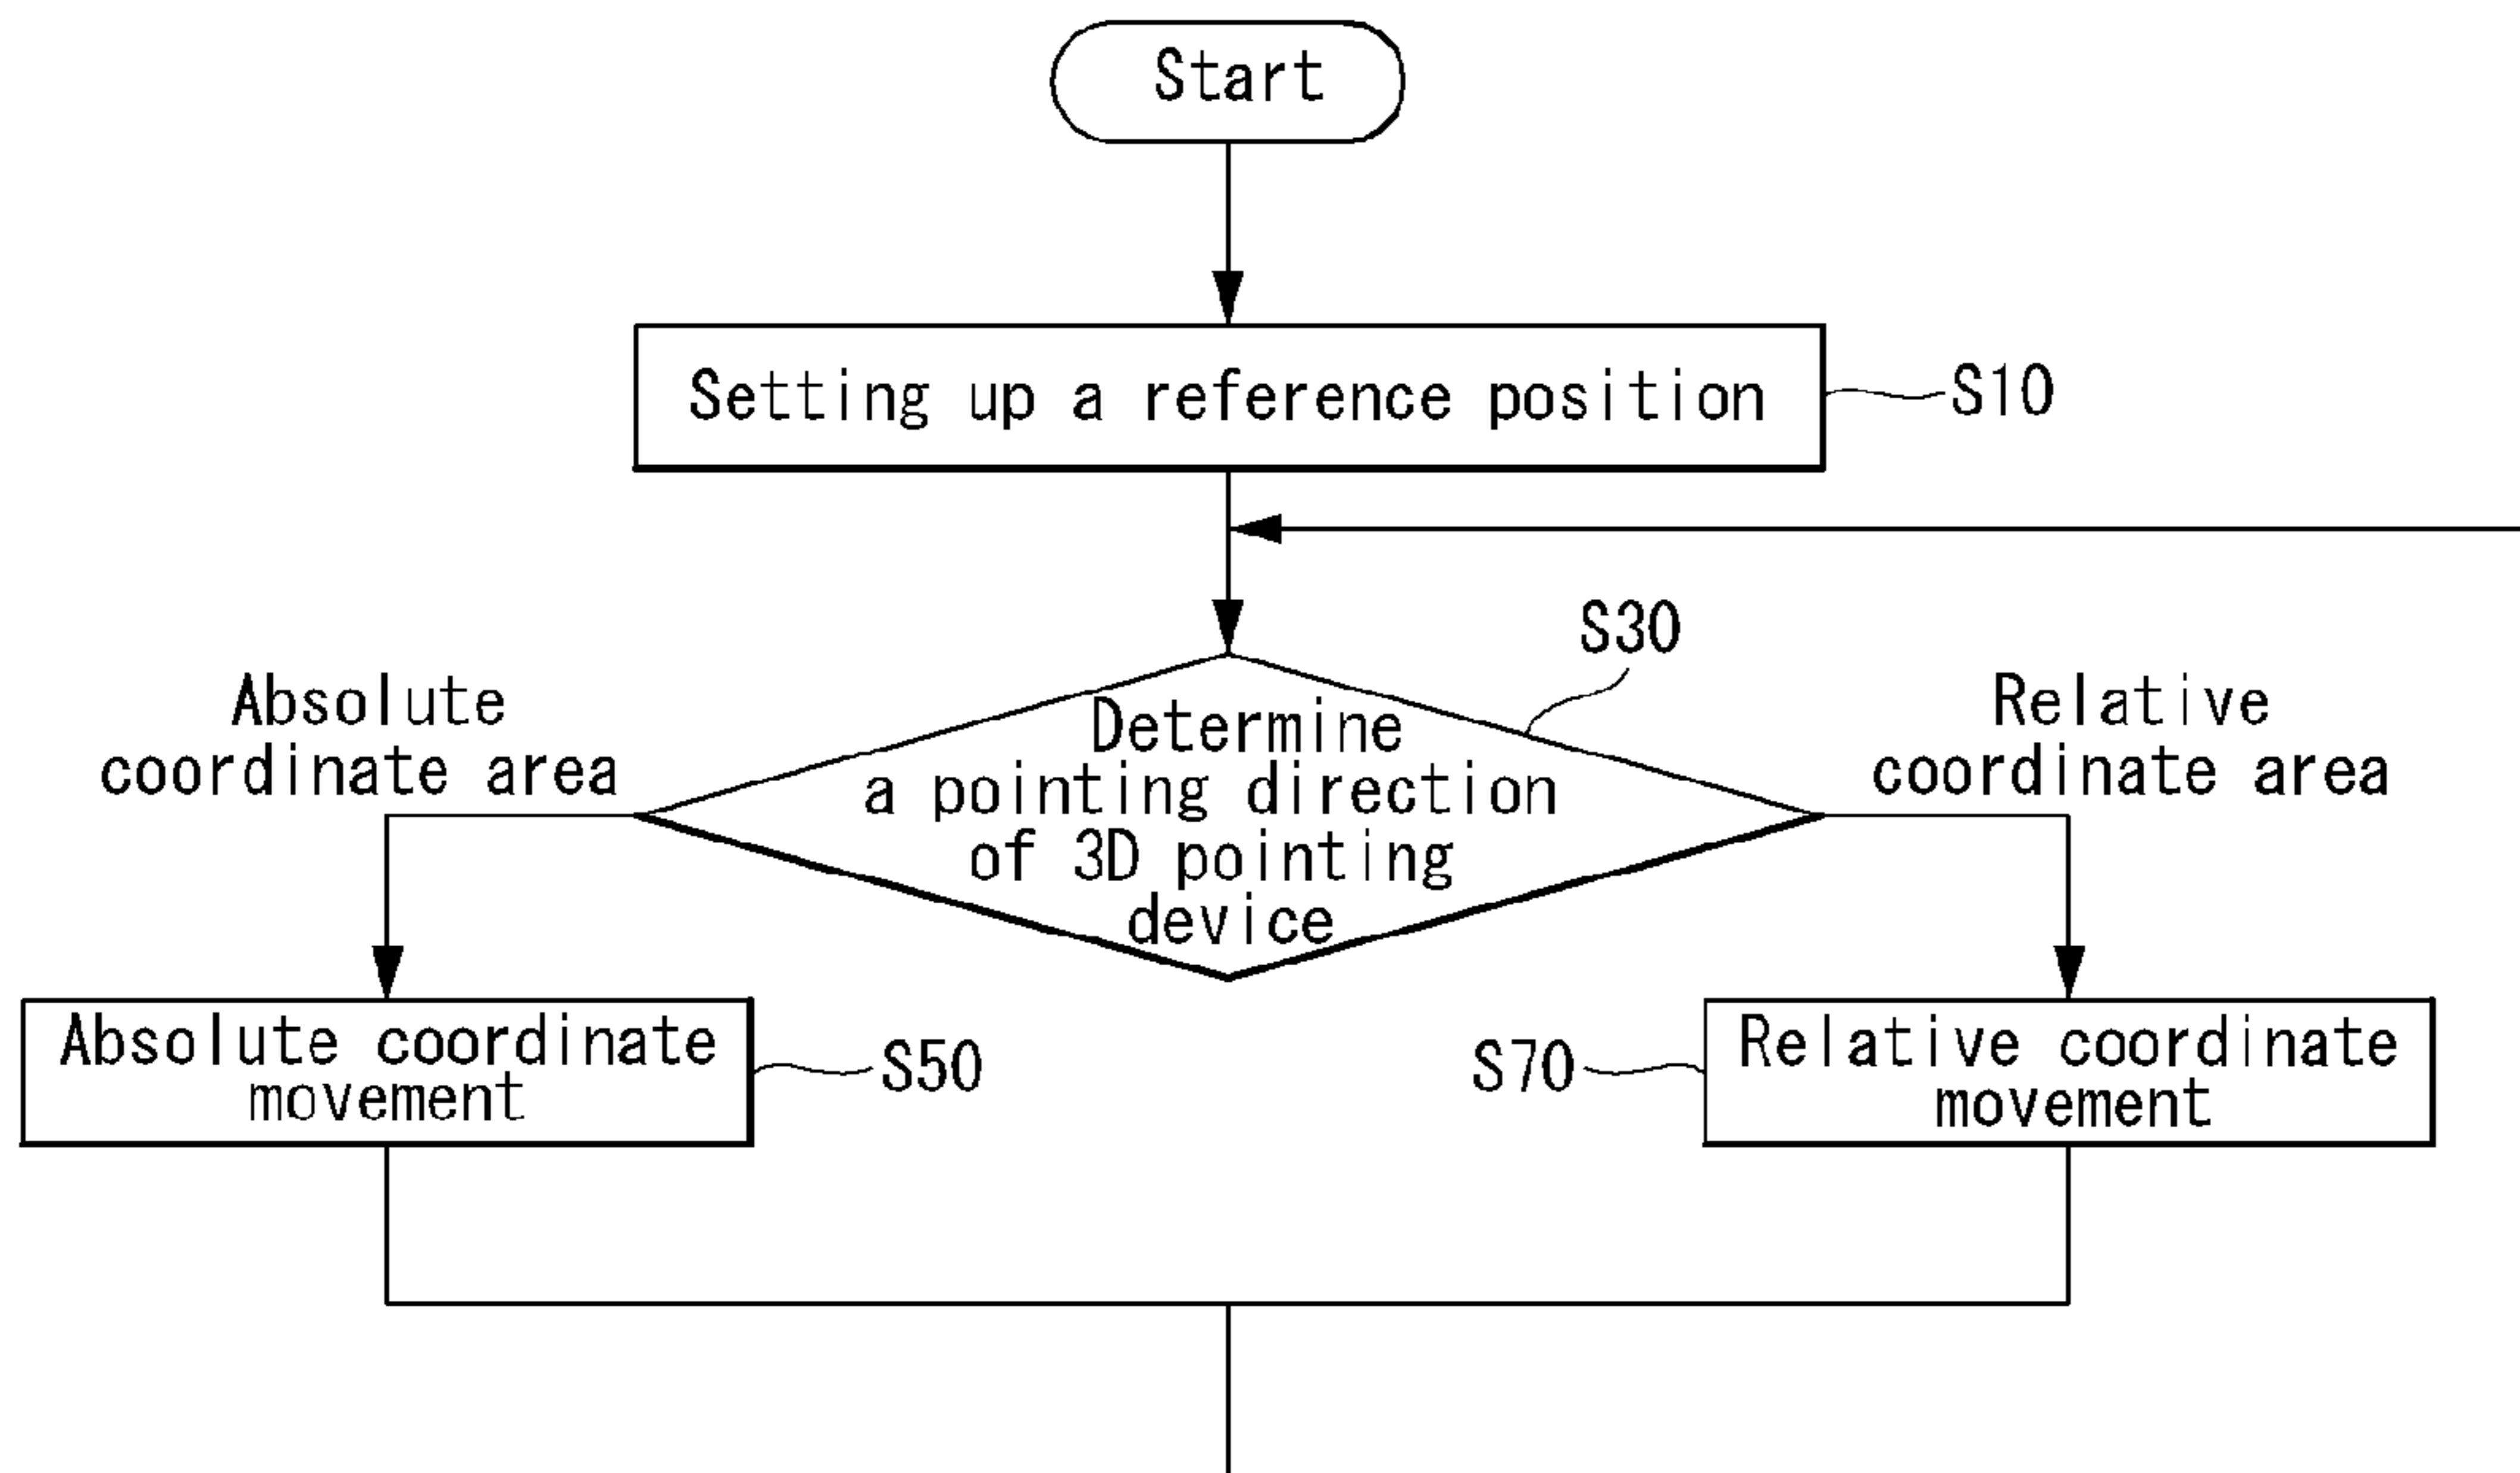 Start
Setting up a reference position
S10
S30
Absolute
coordinate area
Determine
a pointing direction
of 3D pointing
device
Relative
coordinate area
Absolute coordinate
movement
S50
S70
Relative coordinate
movement